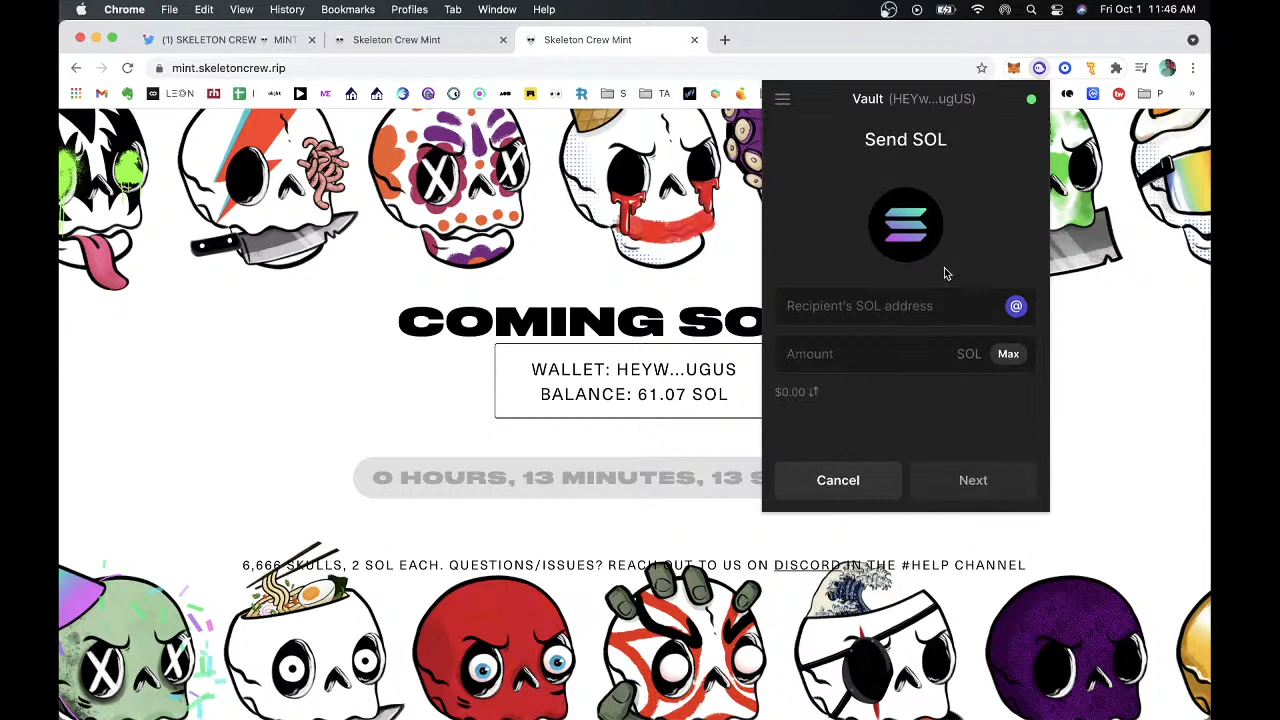 Chrome File Edit View History Bookmarks Profiles Tab Window Help Fri Oct 1 11:46 AM
(1) SKELETON CREW MINT Skeleton Crew Mint Skeleton Crew Mint
mint.skeletoncrew.rip
LEON I S TA P
Vault (HEYw...ugUS)
Send SOL
Recipient's SOL address
COMING SO
WALLET: HEYW...UGUS
Amount SOL Max
BALANCE: 61.07 SOL
$0.00
0 HOURS, 13 MINUTES, 13 S
Cancel Next
6,666 SKULLS, 2 SOL EACH. QUESTIONS/ISSUES? REACH OUT TO US ON DISCORD IN THE #HELP CHANNEL